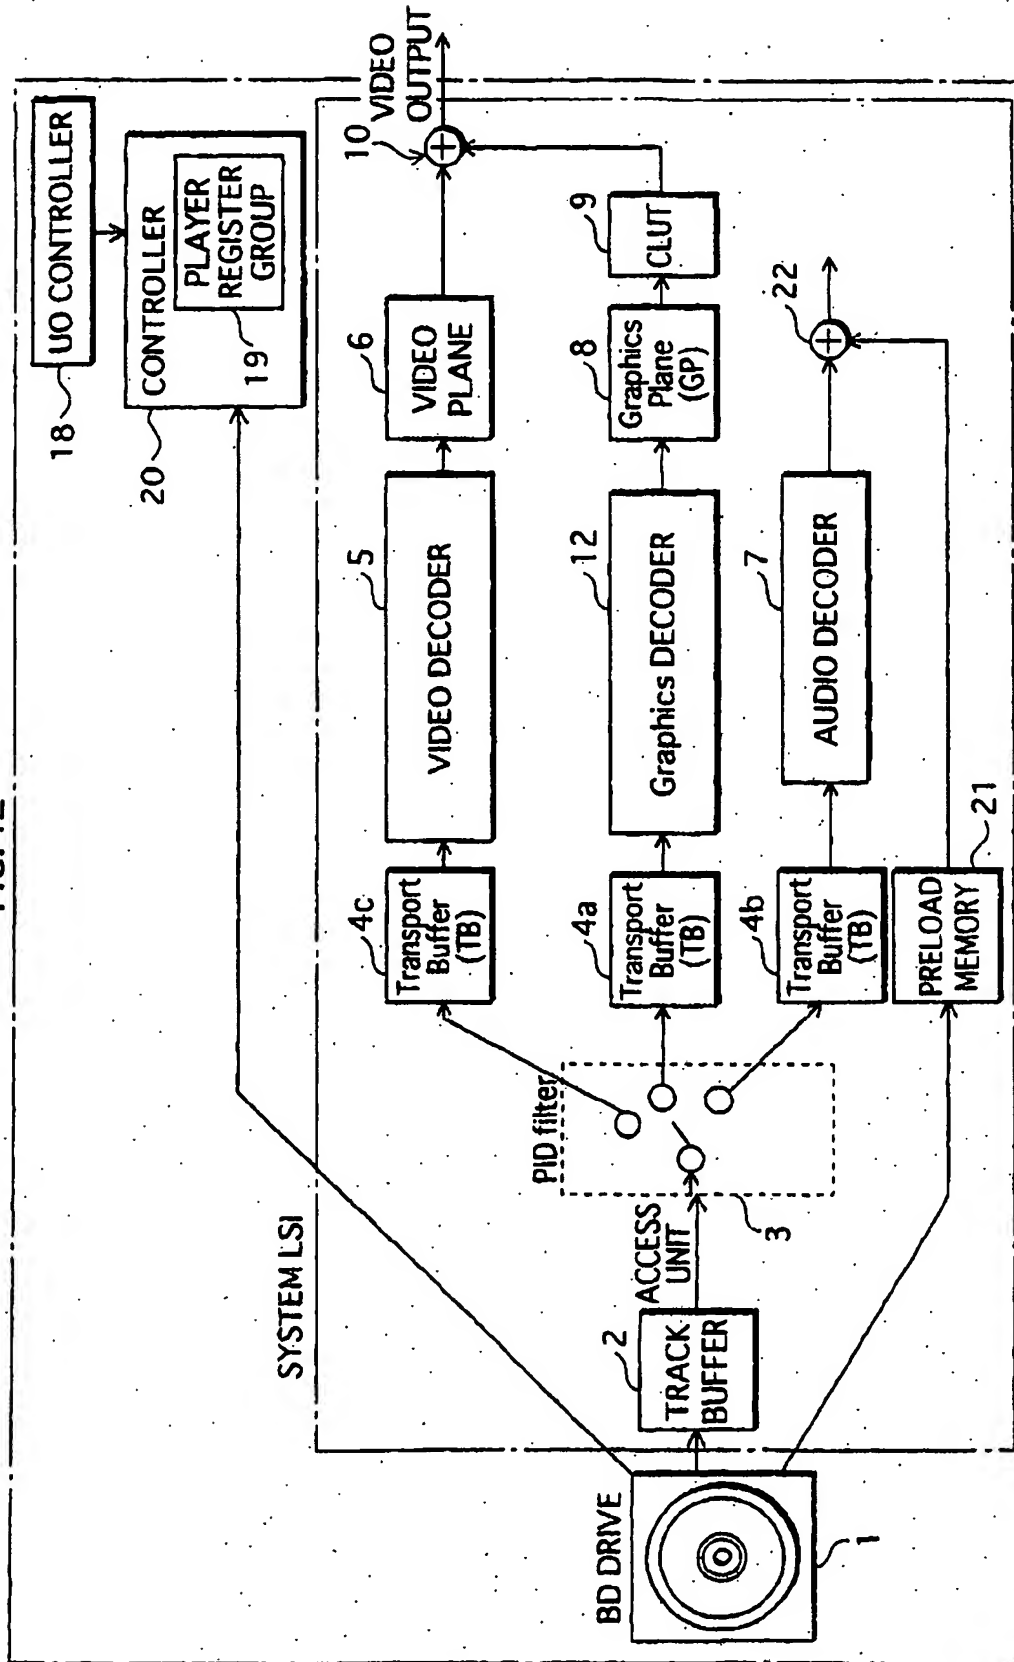 UO CONTROLLER
18
CONTROLLER
PLAYER
REGISTER
GROUP
19
20
SYSTEM LSI
VIDEO
OUTPUT
10
4c
Transport
Buffer
(TB)
5
VIDEO DECODER
6
VIDEO
PLANE
PID filter
3
4a
Transport
Buffer
(TB)
12
Graphics DECODER
8
Graphics
Plane
(GP)
9
CLUT
BD DRIVE
1
2
TRACK
BUFFER
ACCESS
UNIT
4b
Transport
Buffer
(TB)
7
AUDIO DECODER
22
PRELOAD
MEMORY
21